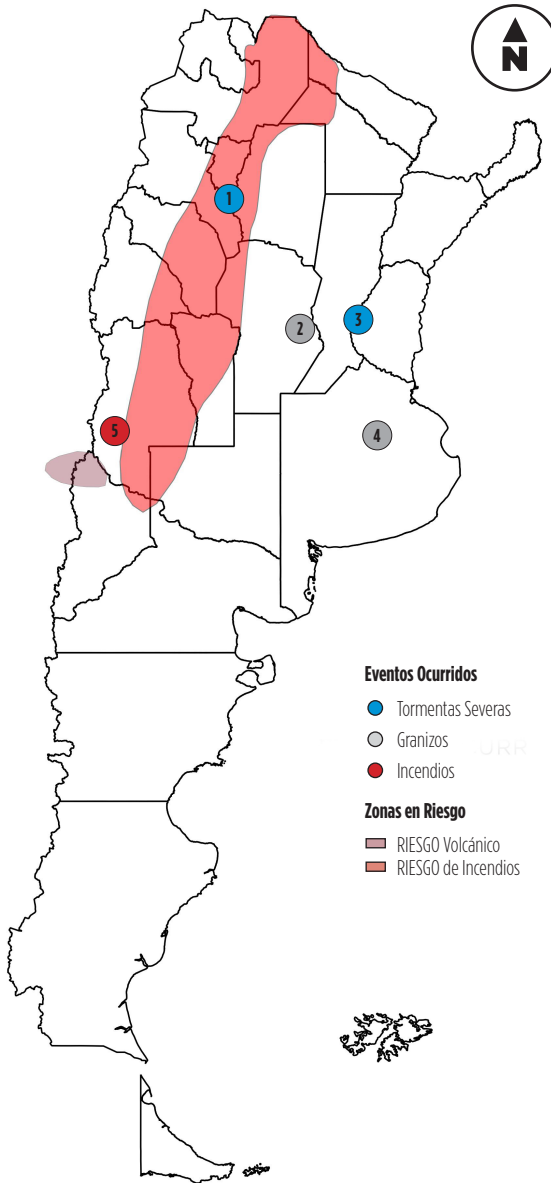 N
1
2
3
4
5
Eventos Ocurridos
Tormentas Severas
Granizos
URR
Incendios
Zonas en Riesgo
RIESGO Volcánico
RIESGO de Incendios